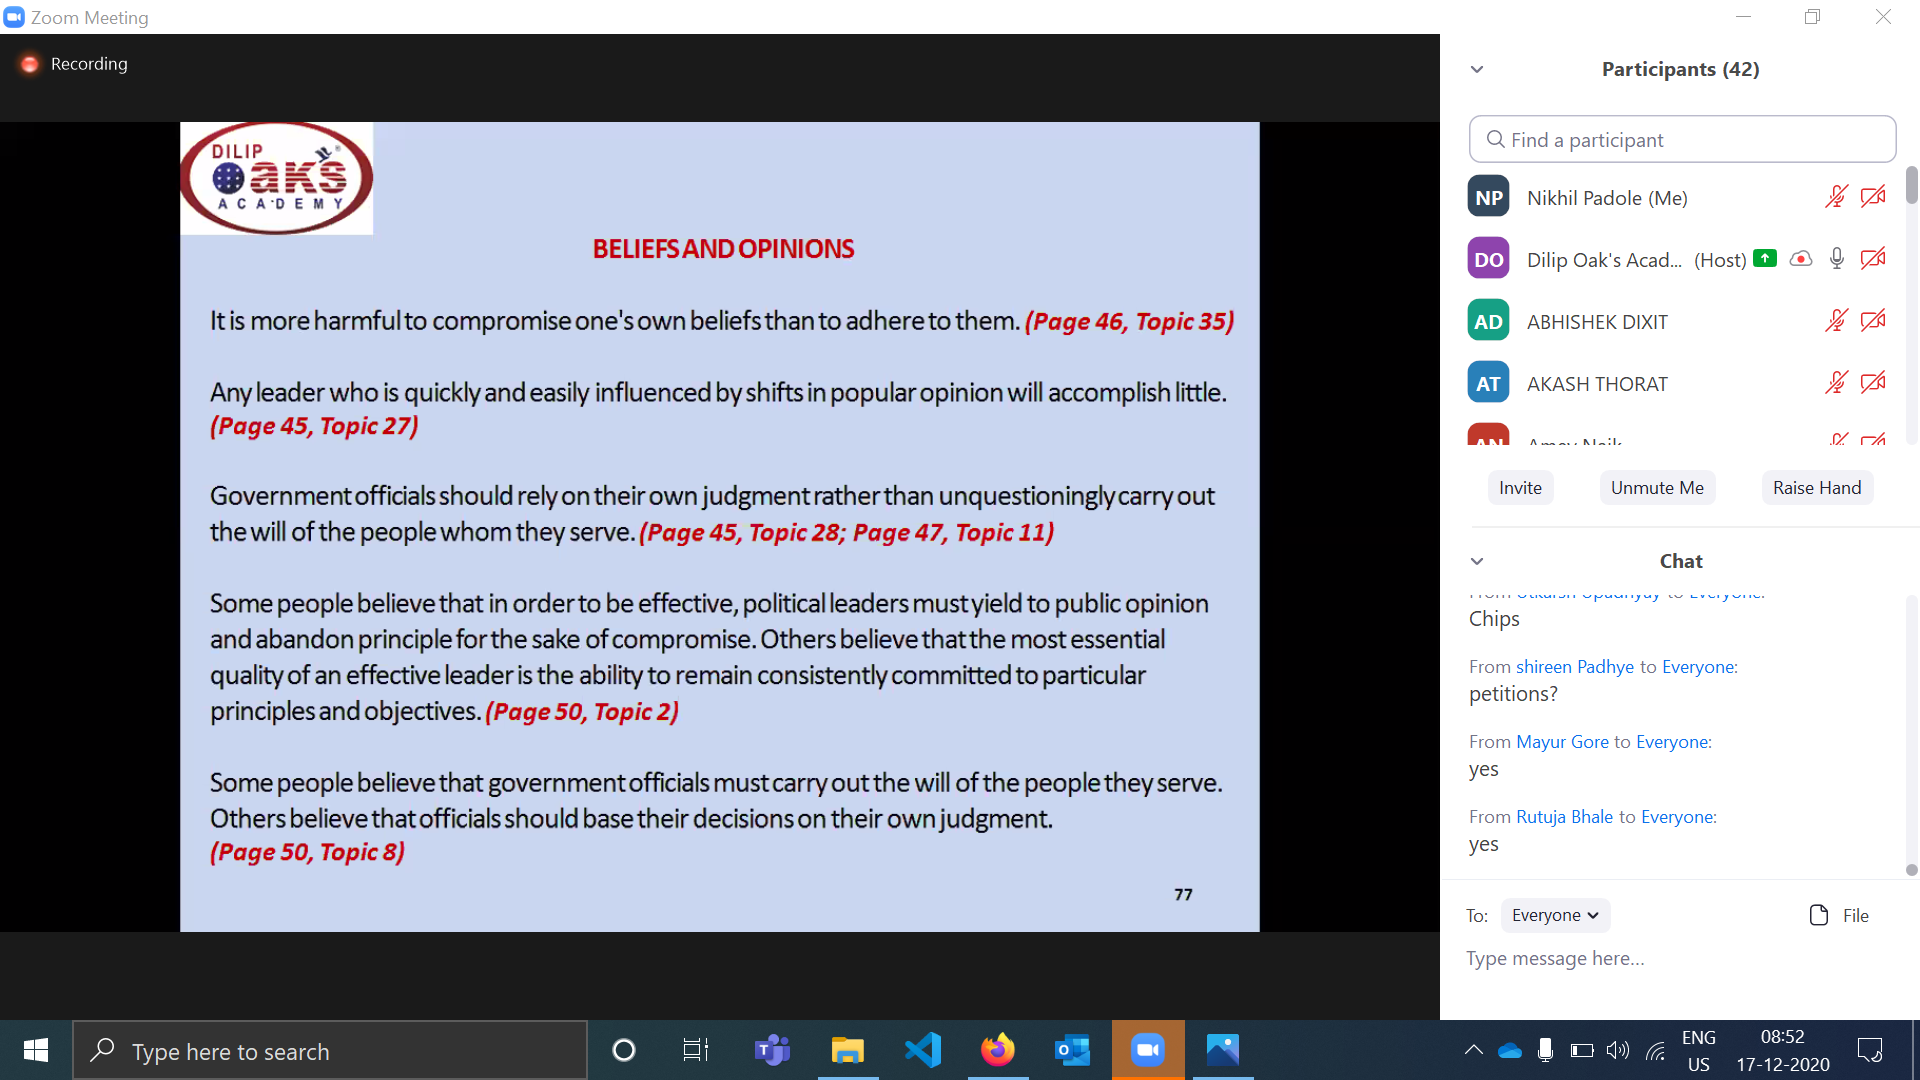 Zoom Meeting
Recording
DILIP
Oak's
ACADEMY
BELIEFS AND OPINIONS
It is more harmful to compromise one's own beliefs than to adhere to them. (Page 46, Topic 35)
Any leader who is quickly and easily influenced by shifts in popular opinion will accomplish little.
(Page 45, Topic 27)
Government officials should rely on their own judgment rather than unquestioningly carry out
the will of the people whom they serve. (Page 45, Topic 28; Page 47, Topic 11)
Some people believe that in order to be effective, political leaders must yield to public opinion
and abandon principle for the sake of compromise. Others believe that the most essential
quality of an effective leader is the ability to remain consistently committed to particular
principles and objectives. (Page 50, Topic 2)
Some people believe that government officials must carry out the will of the people they serve.
Others believe that officials should base their decisions on their own judgment.
(Page 50, Topic 8)
77
Participants (42)
Find a participant
NP Nikhil Padole (Me)
DO Dilip Oak's Acad... (Host)
AD ABHISHEK DIXIT
AT AKASH THORAT
AN Amey Naik
Invite Unmute Me Raise Hand
Chat
From Utkarsh Upadhyay to Everyone:
Chips
From shireen Padhye to Everyone:
petitions?
From Mayur Gore to Everyone:
yes
From Rutuja Bhale to Everyone:
yes
To: Everyone File
Type message here...
Type here to search
ENG
US
08:52
17-12-2020